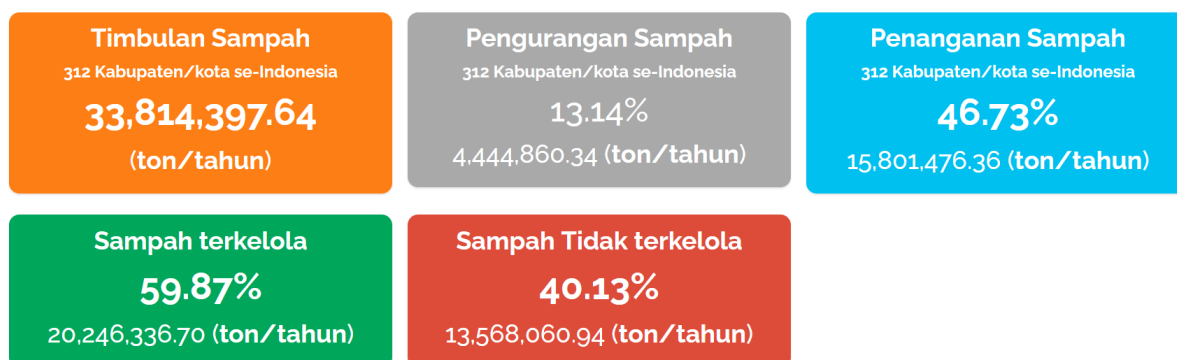 Timbulan Sampah
312 Kabupaten/kota se-Indonesia
33,814,397.64
(ton/tahun)
Pengurangan Sampah
312 Kabupaten/kota se-Indonesia
13.14%
4,444,860.34 (ton/tahun)
Penanganan Sampah
312 Kabupaten/kota se-Indonesia
46.73%
15,801,476.36 (ton/tahun)
Sampah terkelola
59.87%
20,246,336.70 (ton/tahun)
Sampah Tidak terkelola
40.13%
13,568,060.94 (ton/tahun)